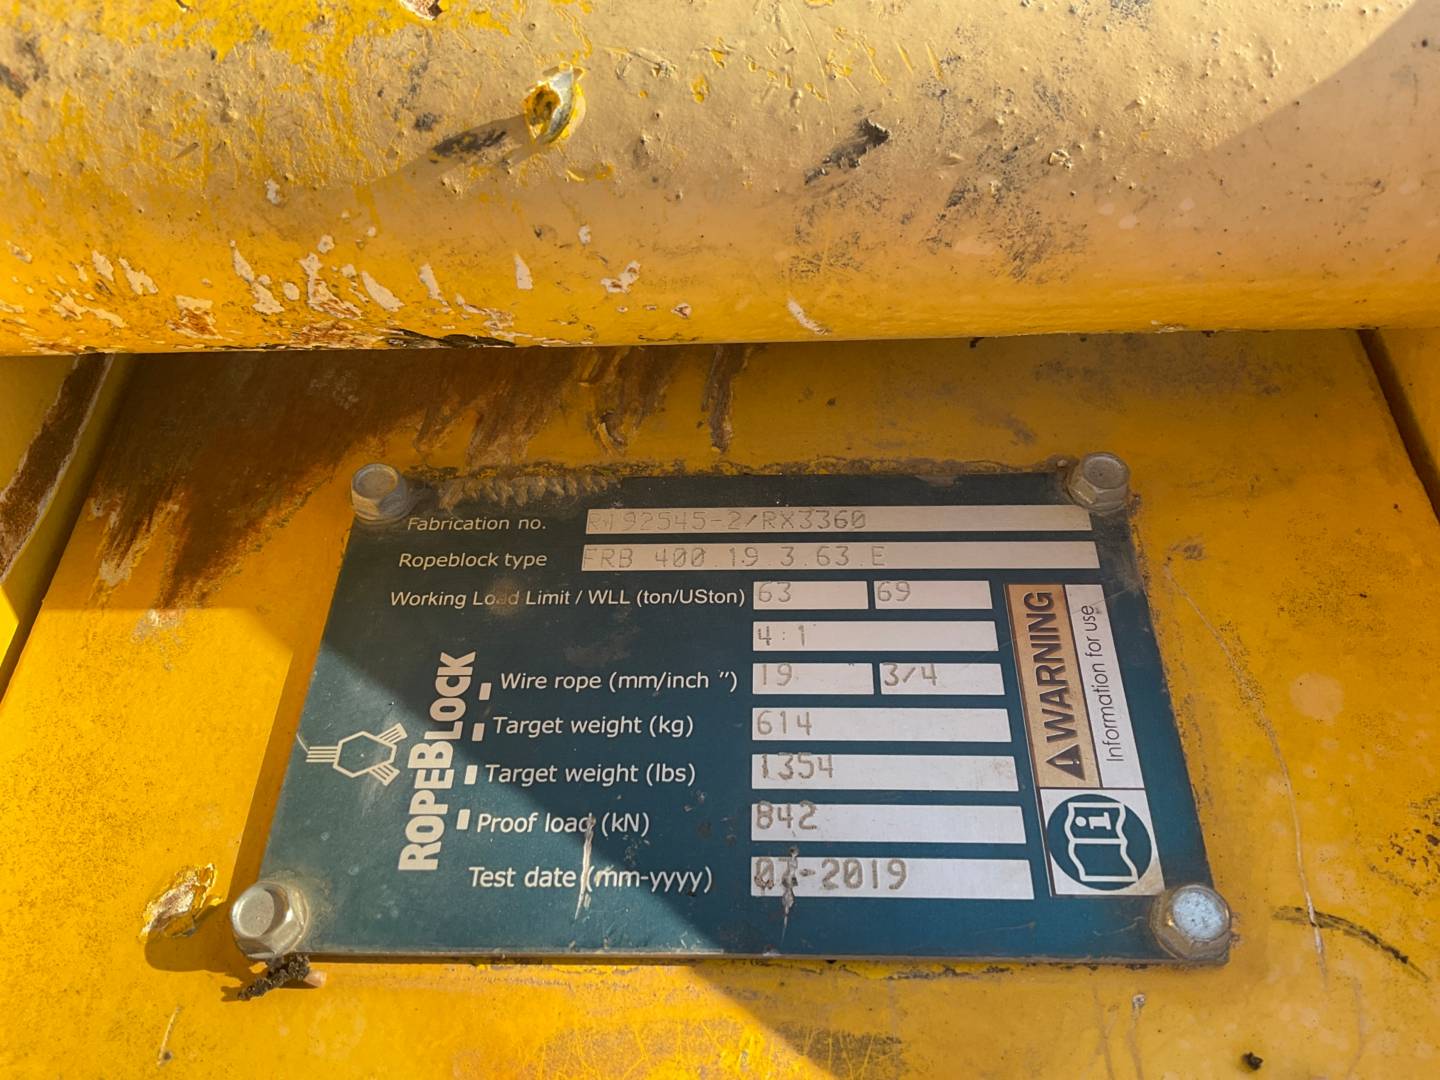 Fabrication no. RN92545-2/RX3360
Ropeblock type FRB 400.19.3.63.E
Working Load Limit / WLL (ton/USton) 63 69
4:1
Wire rope (mm/inch ") 19 3/4
Target weight (kg) 614
Target weight (lbs) 1354
Proof load (kN) 842
Test date (mm-yyyy) 07-2019
ROPEBLOCK
WARNING
Information for use